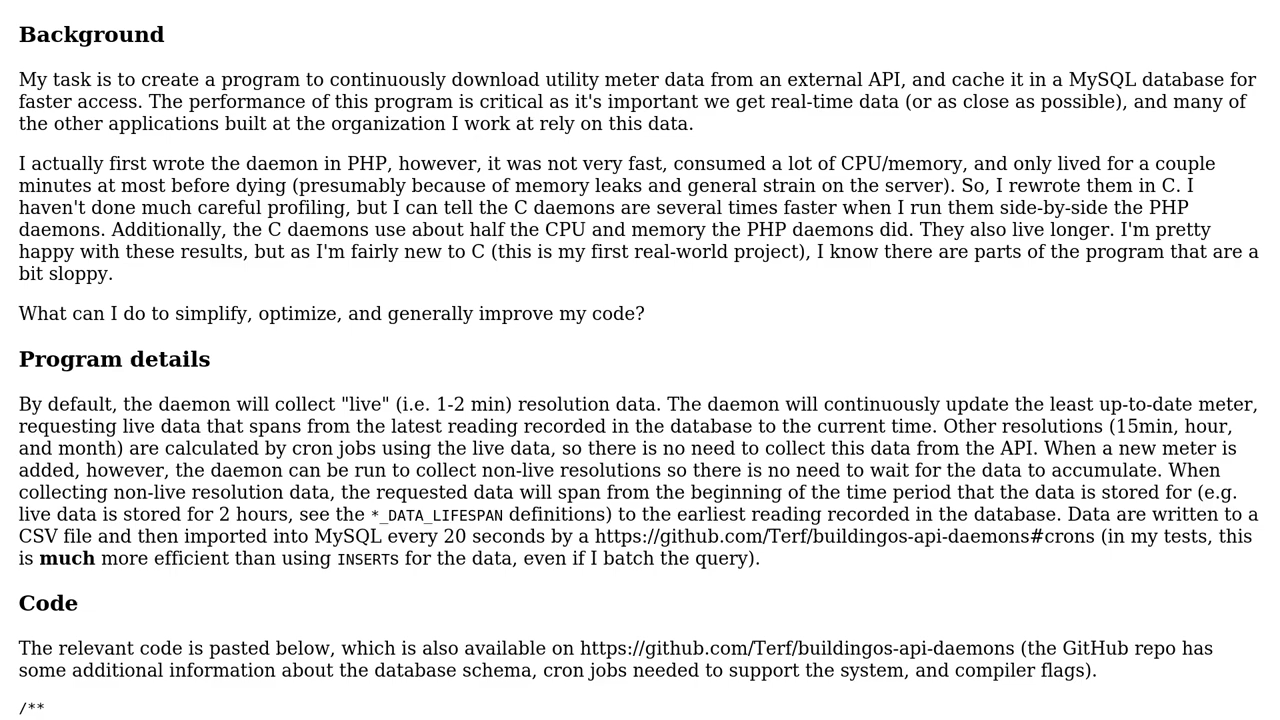 Background
My task is to create a program to continuously download utility meter data from an external API, and cache it in a MySQL database for
faster access. The performance of this program is critical as it's important we get real-time data (or as close as possible), and many of
the other applications built at the organization I work at rely on this data.
I actually first wrote the daemon in PHP, however, it was not very fast, consumed a lot of CPU/memory, and only lived for a couple
minutes at most before dying (presumably because of memory leaks and general strain on the server). So, I rewrote them in C. I
haven't done much careful profiling, but I can tell the C daemons are several times faster when I run them side-by-side the PHP
daemons. Additionally, the C daemons use about half the CPU and memory the PHP daemons did. They also live longer. I'm pretty
happy with these results, but as I'm fairly new to C (this is my first real-world project), I know there are parts of the program that are a
bit sloppy.
What can I do to simplify, optimize, and generally improve my code?
Program details
By default, the daemon will collect "live" (i.e. 1-2 min) resolution data. The daemon will continuously update the least up-to-date meter,
requesting live data that spans from the latest reading recorded in the database to the current time. Other resolutions (15min, hour,
and month) are calculated by cron jobs using the live data, so there is no need to collect this data from the API. When a new meter is
added, however, the daemon can be run to collect non-live resolutions so there is no need to wait for the data to accumulate. When
collecting non-live resolution data, the requested data will span from the beginning of the time period that the data is stored for (e.g.
live data is stored for 2 hours, see the *_DATA_LIFESPAN definitions) to the earliest reading recorded in the database. Data are written to a
CSV file and then imported into MySQL every 20 seconds by a https://github.com/Terf/buildingos-api-daemons#crons (in my tests, this
is much more efficient than using INSERTs for the data, even if I batch the query).
Code
The relevant code is pasted below, which is also available on https://github.com/Terf/buildingos-api-daemons (the GitHub repo has
some additional information about the database schema, cron jobs needed to support the system, and compiler flags).
/**